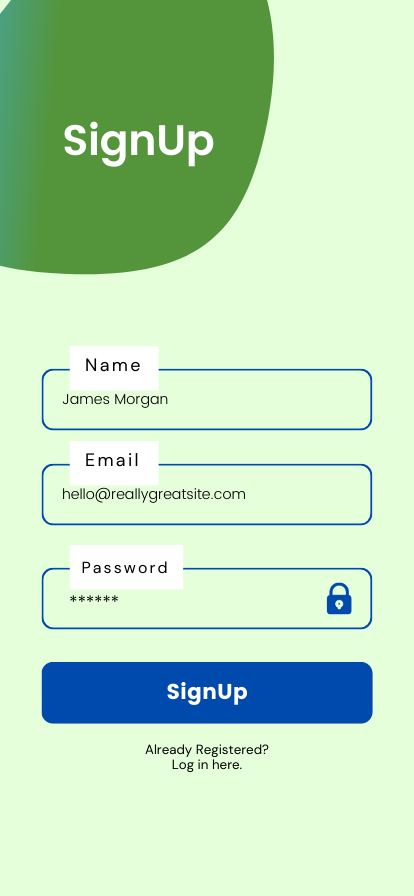 SignUp
Name
James Morgan
Email
hello@reallygreatsite.com
Password
******
SignUp
Already Registered?
Log in here.